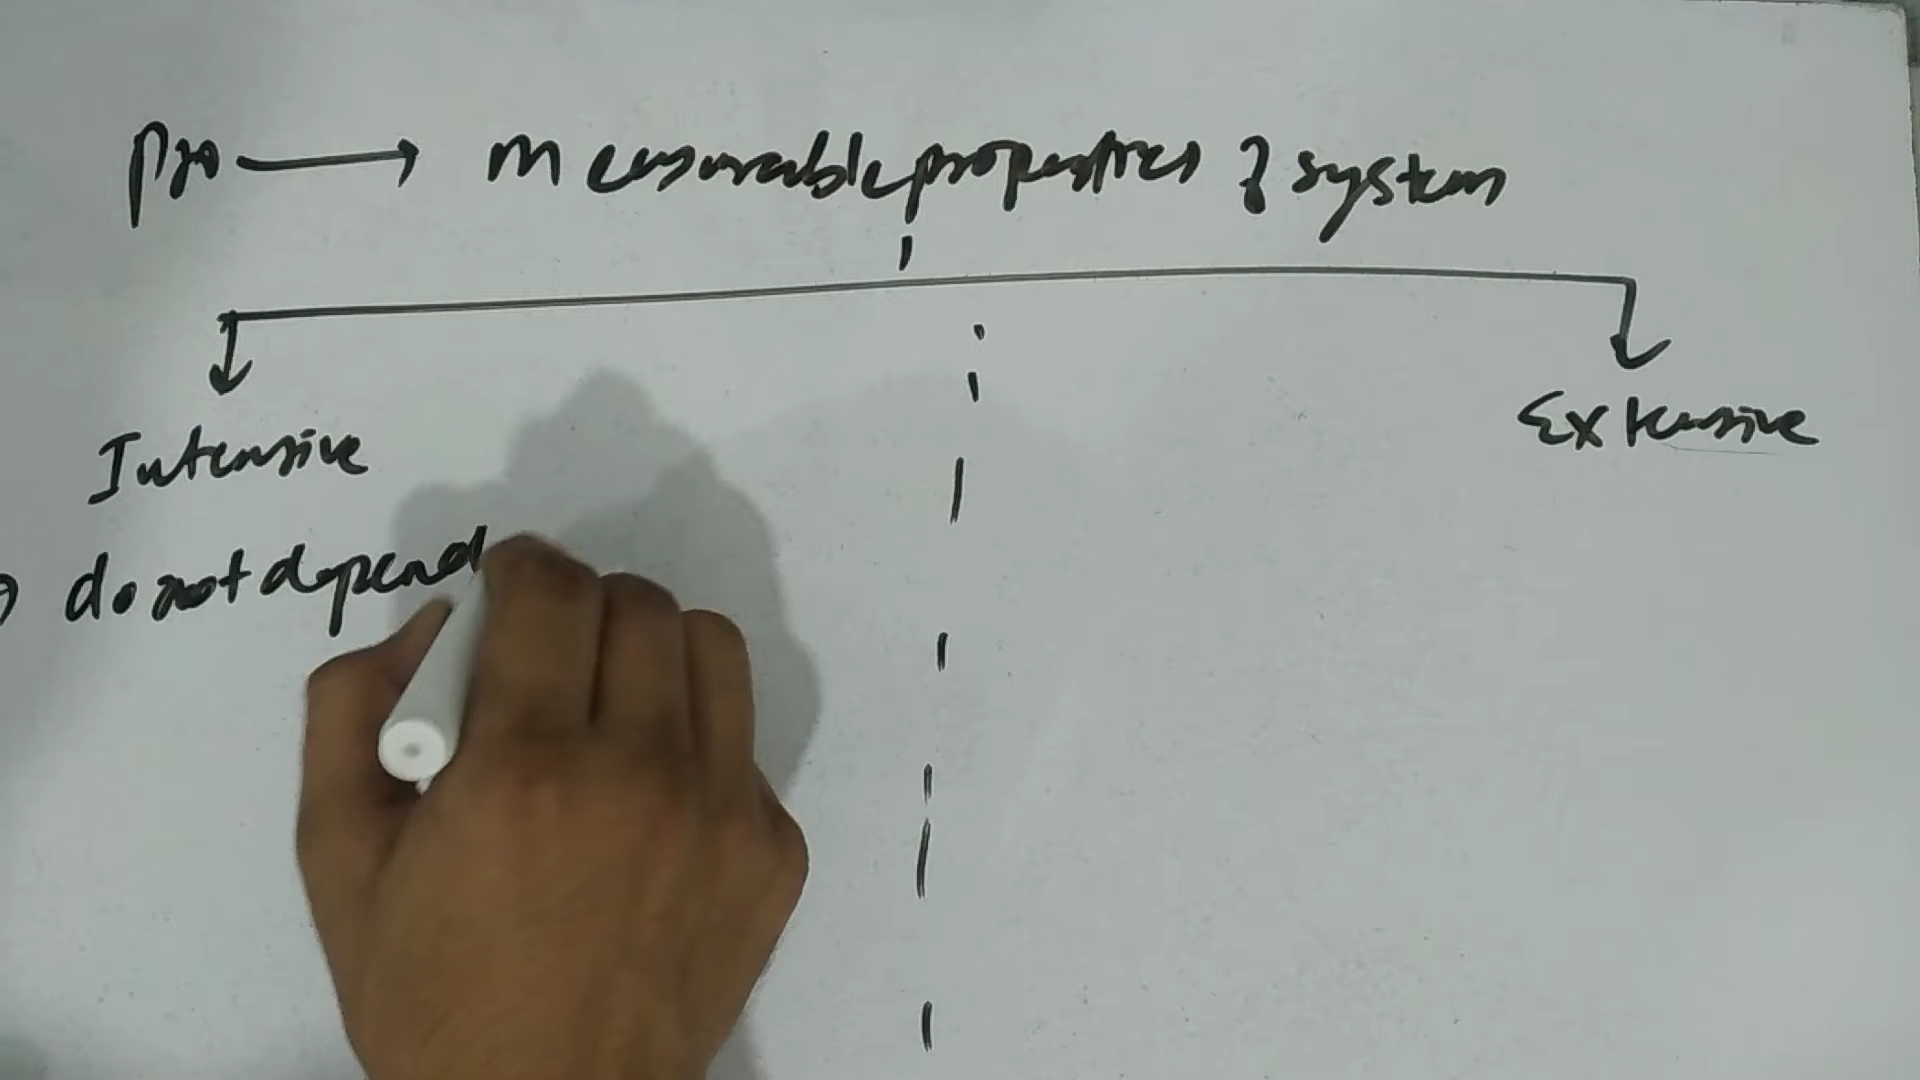 pro → measurable properties of system
Intensive
Extensive
do not depend